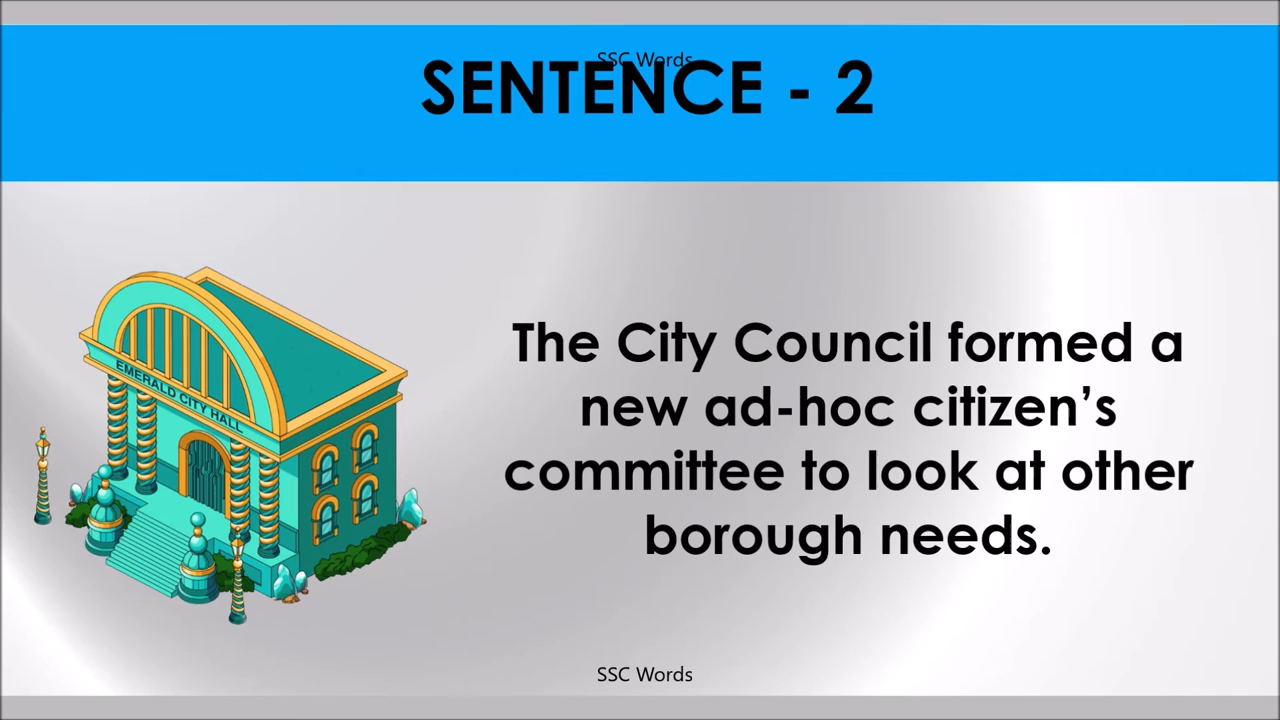 SSC Words
SENTENCE - 2
EMERALD CITY HALL
The City Council formed a
new ad-hoc citizen’s
committee to look at other
borough needs.
SSC Words